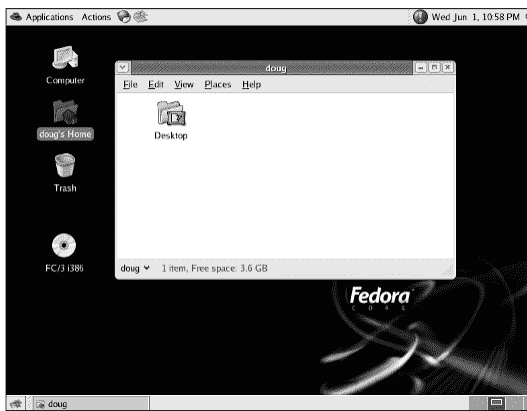 Applications Actions
Wed Jun 1, 10:58 PM
Computer
doug's Home
Trash
FC/3 i386
doug
File Edit View Places Help
Desktop
doug 1 item, Free space: 3.6 GB
Fedora
CORE
doug